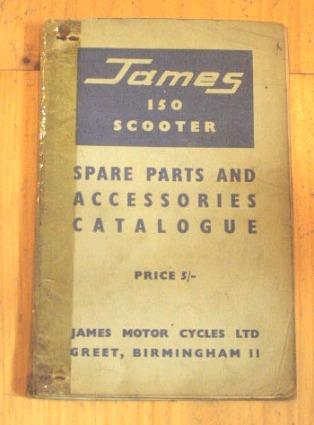 James
150
SCOOTER
SPARE PARTS AND
ACCESSORIES
CATALOGUE
PRICE 5/-
JAMES MOTOR CYCLES LTD
GREET, BIRMINGHAM 11